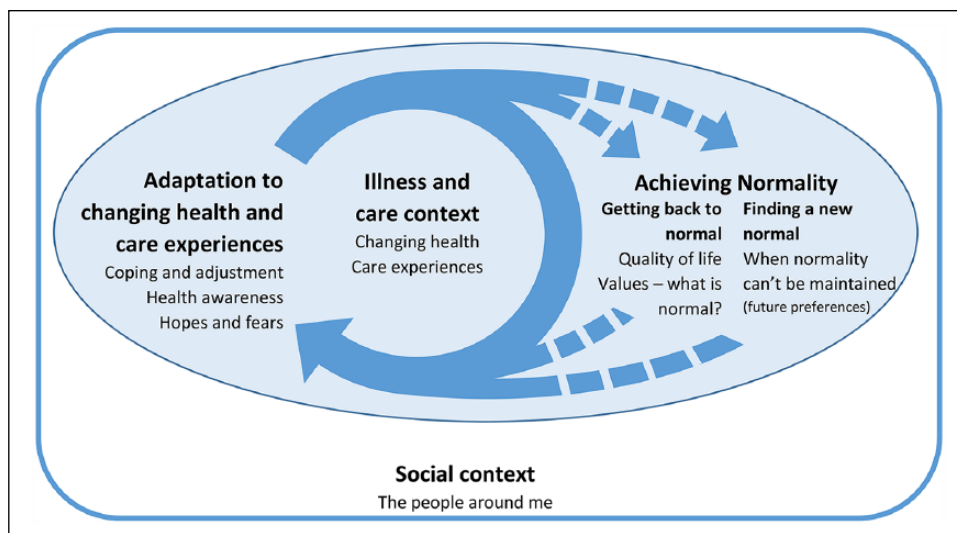 Adaptation to
changing health and
care experiences
Coping and adjustment
Health awareness
Hopes and fears
Illness and
care context
Changing health
Care experiences
Achieving Normality
Getting back to
normal
Quality of life
Values – what is
normal?
Finding a new
normal
When normality
can’t be maintained
(future preferences)
Social context
The people around me